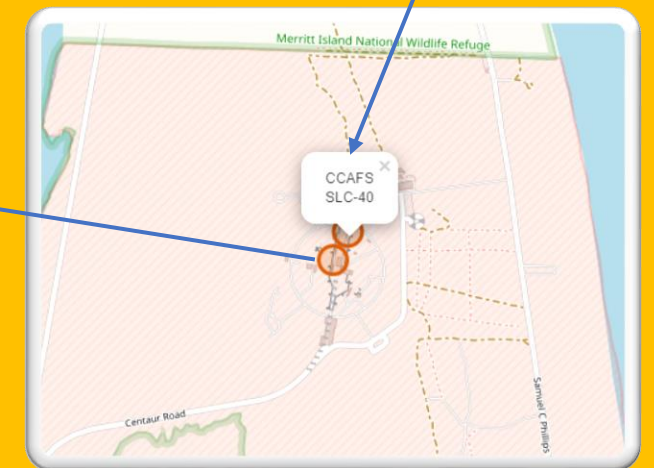 Merritt Island National Wildlife Refuge
×
CCAFS
SLC-40
Samuel C Phillips
Centaur Road